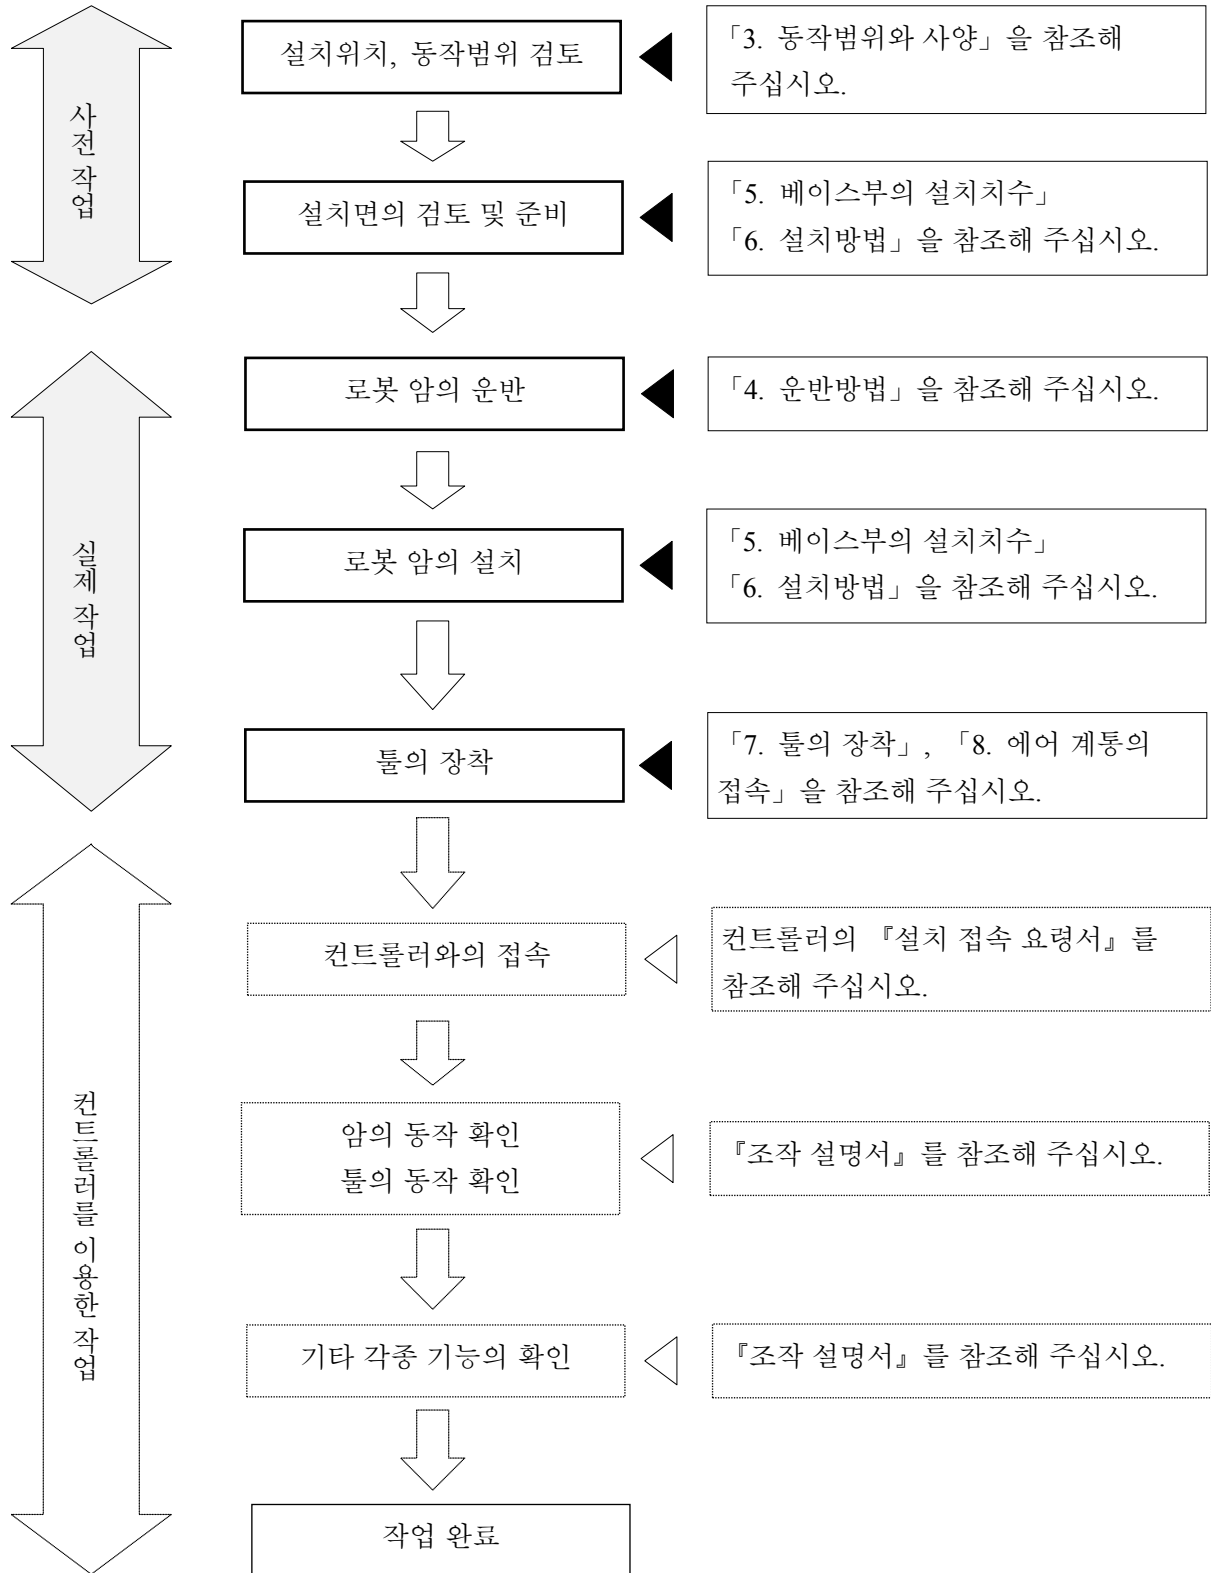 사전 작업
설치위치, 동작범위 검토
「3. 동작범위와 사양」을 참조해
주십시오.
설치면의 검토 및 준비
「5. 베이스부의 설치치수」
「6. 설치방법」을 참조해 주십시오.
실제 작업
로봇 암의 운반
「4. 운반방법」을 참조해 주십시오.
로봇 암의 설치
「5. 베이스부의 설치치수」
「6. 설치방법」을 참조해 주십시오.
툴의 장착
「7. 툴의 장착」, 「8. 에어 계통의
접속」을 참조해 주십시오.
컨트롤러를 이용한 작업
컨트롤러와의 접속
컨트롤러의 『설치 접속 요령서』를
참조해 주십시오.
암의 동작 확인
툴의 동작 확인
『조작 설명서』를 참조해 주십시오.
기타 각종 기능의 확인
『조작 설명서』를 참조해 주십시오.
작업 완료